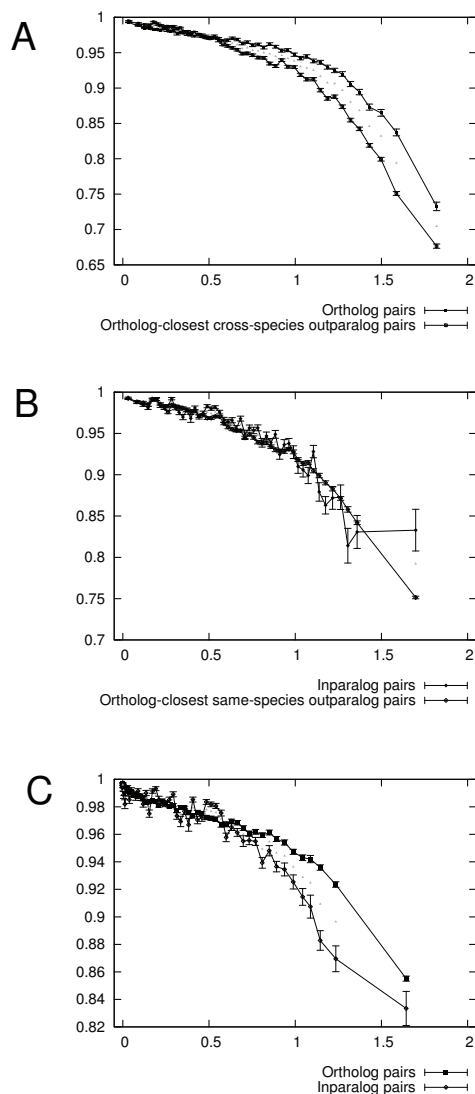 A
1
0.95
0.9
0.85
0.8
0.75
0.7
0.65
0 0.5 1 1.5 2
Ortholog pairs
Ortholog-closest cross-species outparalog pairs
B
1
0.95
0.9
0.85
0.8
0.75
0.7
0 0.5 1 1.5 2
Inparalog pairs
Ortholog-closest same-species outparalog pairs
C
1
0.98
0.96
0.94
0.92
0.9
0.88
0.86
0.84
0.82
0 0.5 1 1.5 2
Ortholog pairs
Inparalog pairs